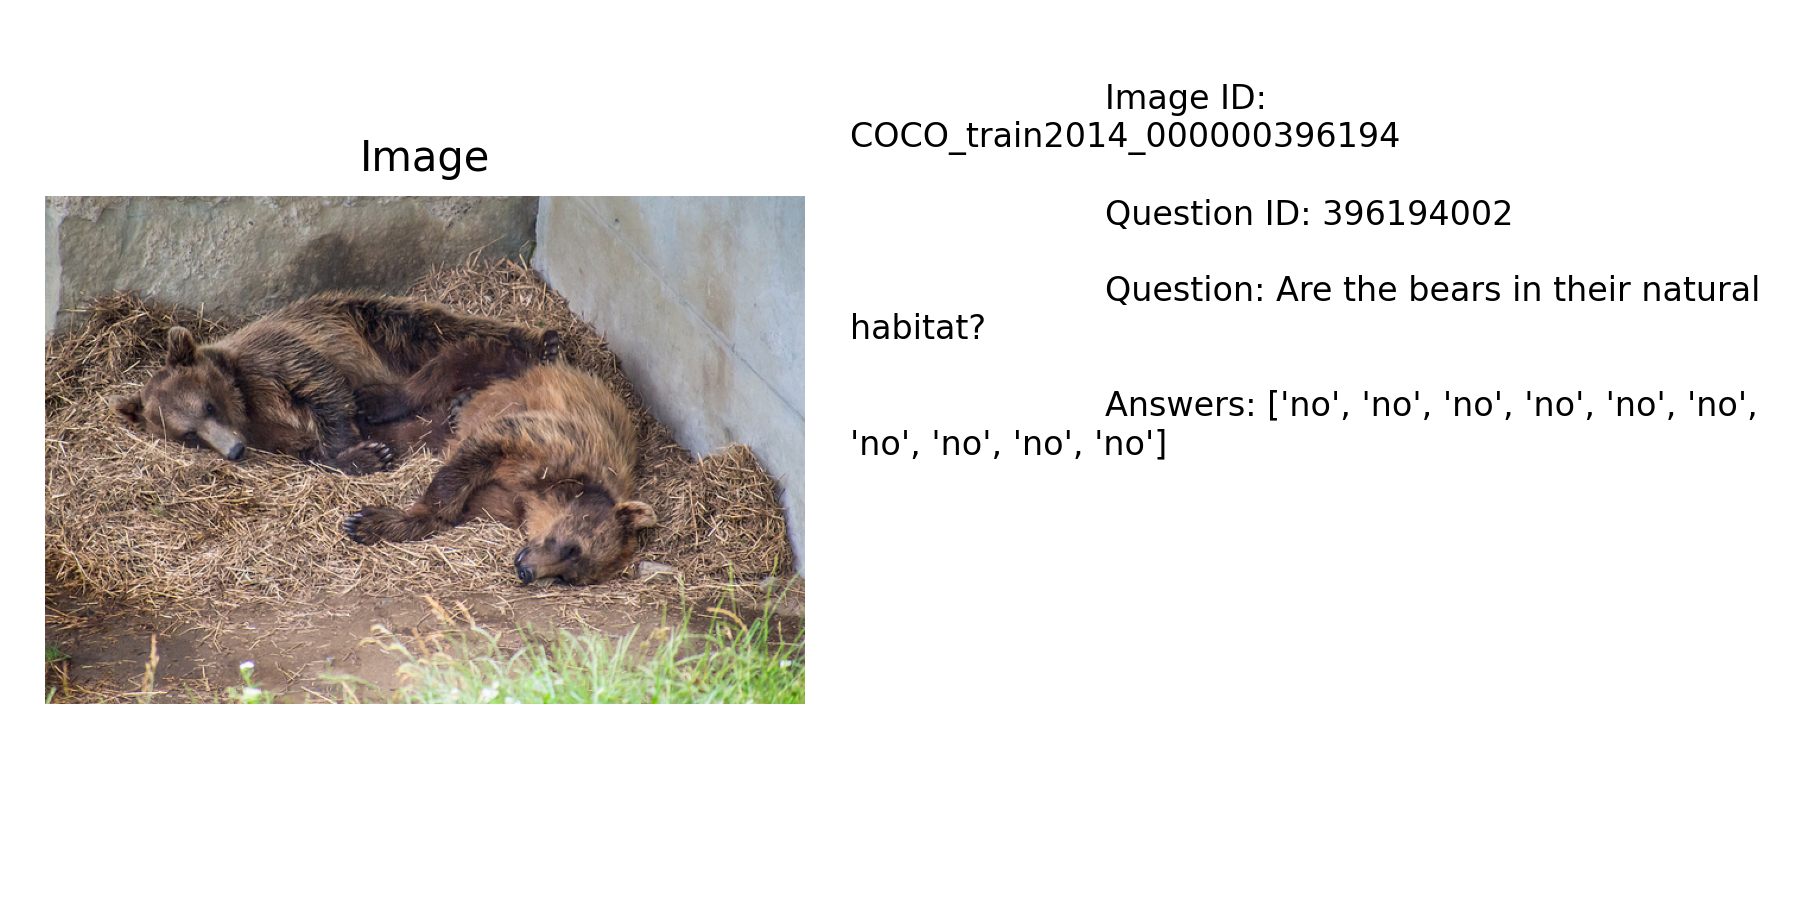 Image
Image ID:
COCO_train2014_000000396194
Question ID: 396194002
Question: Are the bears in their natural
habitat?
Answers: ['no', 'no', 'no', 'no', 'no', 'no',
'no', 'no', 'no', 'no']